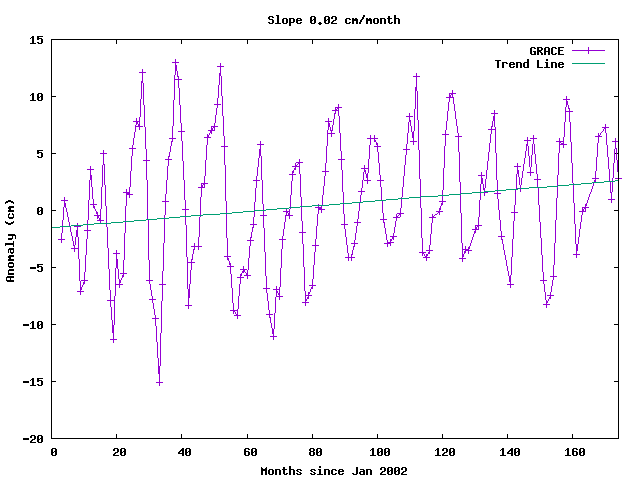 Slope 0.02 cm/month
GRACE
Trend Line
15
10
5
0
-5
-10
-15
-20
Anomaly (cm)
0 20 40 60 80 100 120 140 160
Months since Jan 2002